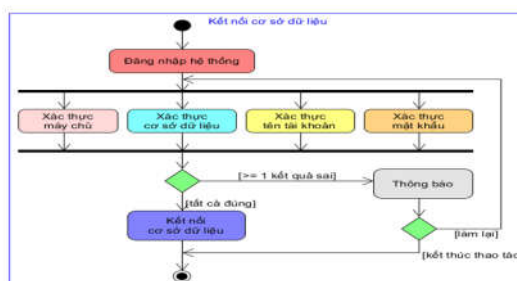 Kết nối cơ sở dữ liệu
Đăng nhập hệ thống
Xác thực
máy chủ
Xác thực
cơ sở dữ liệu
Xác thực
tên tài khoản
Xác thực
mật khẩu
[>= 1 kết quả sai]
Thông báo
[tất cả đúng]
Kết nối
cơ sở dữ liệu
[làm lại]
[kết thúc thao tác]